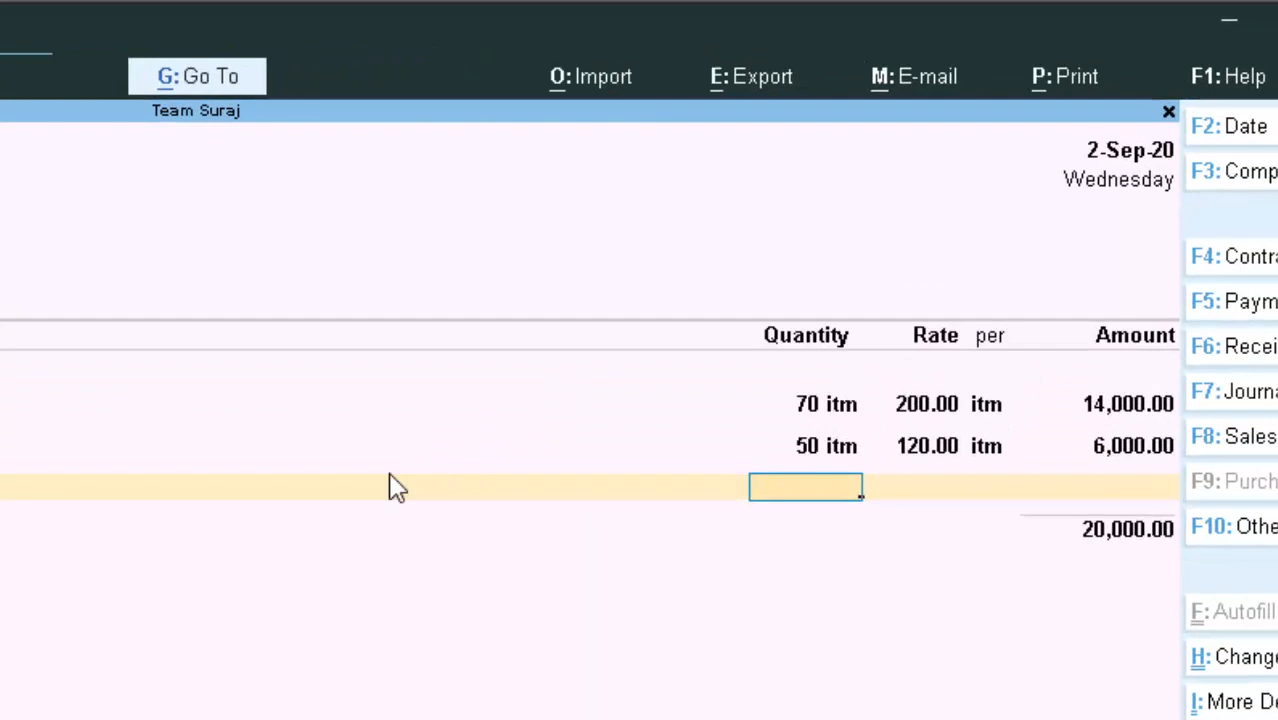 G: Go To O: Import E: Export M: E-mail P: Print F1: Help
Team Suraj
F2: Date
2-Sep-20
F3: Comp
Wednesday
F4: Contra
F5: Paym
Quantity Rate per Amount
F6: Recei
F7: Journa
70 itm 200.00 itm 14,000.00
F8: Sales
50 itm 120.00 itm 6,000.00
F9: Purch
20,000.00
F10: Othe
F: Autofill
H: Change
I: More De